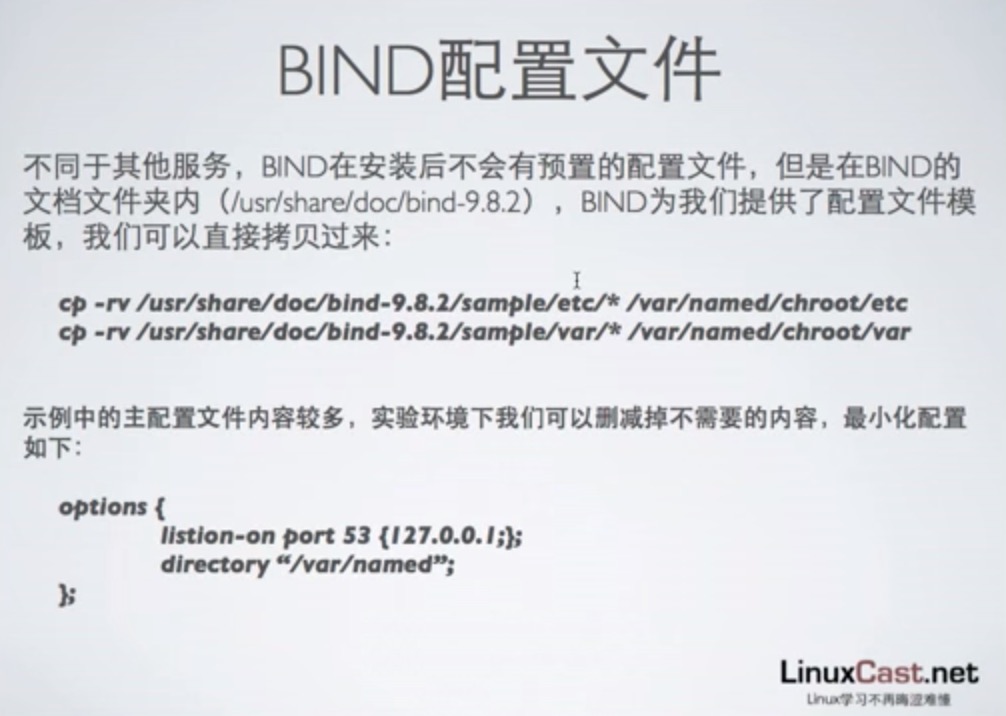 BIND配置文件
不同于其他服务，BIND在安装后不会有预置的配置文件，但是在BIND的
文档文件夹内（/usr/share/doc/bind-9.8.2），BIND为我们提供了配置文件模
板，我们可以直接拷贝过来：
cp -rv /usr/share/doc/bind-9.8.2/sample/etc/* /var/named/chroot/etc
cp -rv /usr/share/doc/bind-9.8.2/sample/var/* /var/named/chroot/var
示例中的主配置文件内容较多，实验环境下我们可以删减掉不需要的内容，最小化配置
如下：
options {
listion-on port 53 {127.0.0.1;};
directory “/var/named”;
};
LinuxCast.net
Linux学习不再晦涩难懂